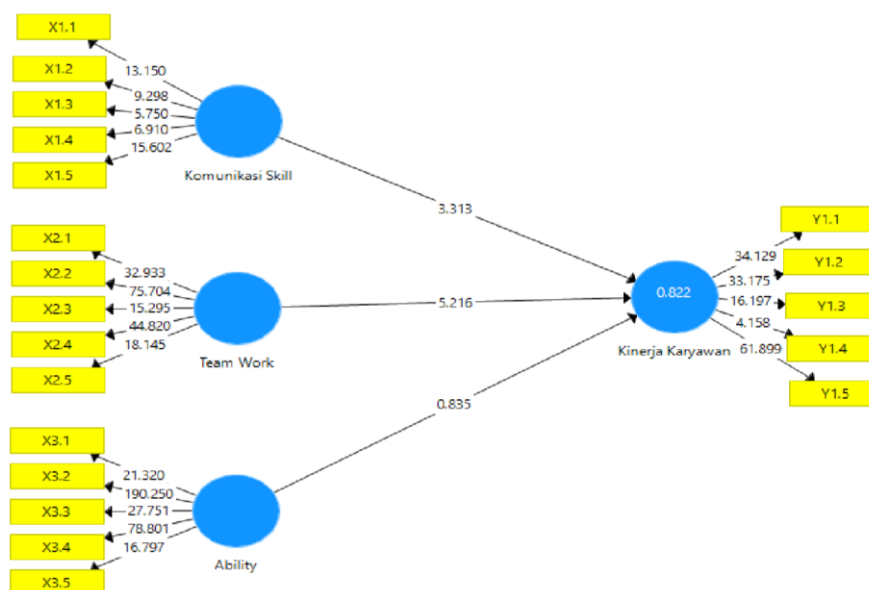 X1.1
X1.2
X1.3
X1.4
X1.5
13.150
9.298
5.750
6.910
15.602
Komunikasi Skill
3.313
X2.1
X2.2
X2.3
X2.4
X2.5
32.933
75.704
15.295
44.820
18.145
Team Work
5.216
X3.1
X3.2
X3.3
X3.4
X3.5
21.320
190.250
27.751
78.801
16.797
Ability
0.835
0.822
Kinerja Karyawan
34.129
33.175
16.197
4.158
61.899
Y1.1
Y1.2
Y1.3
Y1.4
Y1.5